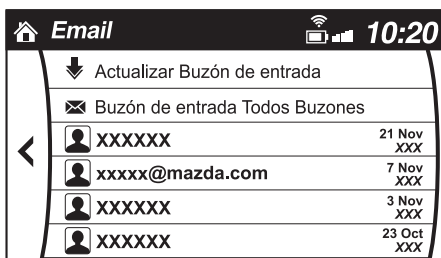 Email 10:20
Actualizar Buzón de entrada
Buzón de entrada Todos Buzones
XXXXXX 21 Nov
XXX
xxxxx@mazda.com 7 Nov
XXX
XXXXXX 3 Nov
XXX
XXXXXX 23 Oct
XXX